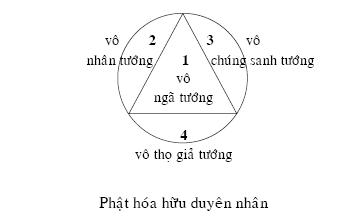 vô 2 3 vô
nhân tướng 1 chúng sanh tướng
vô
ngã tướng
4
vô thọ giả tướng
Phật hóa hữu duyên nhân